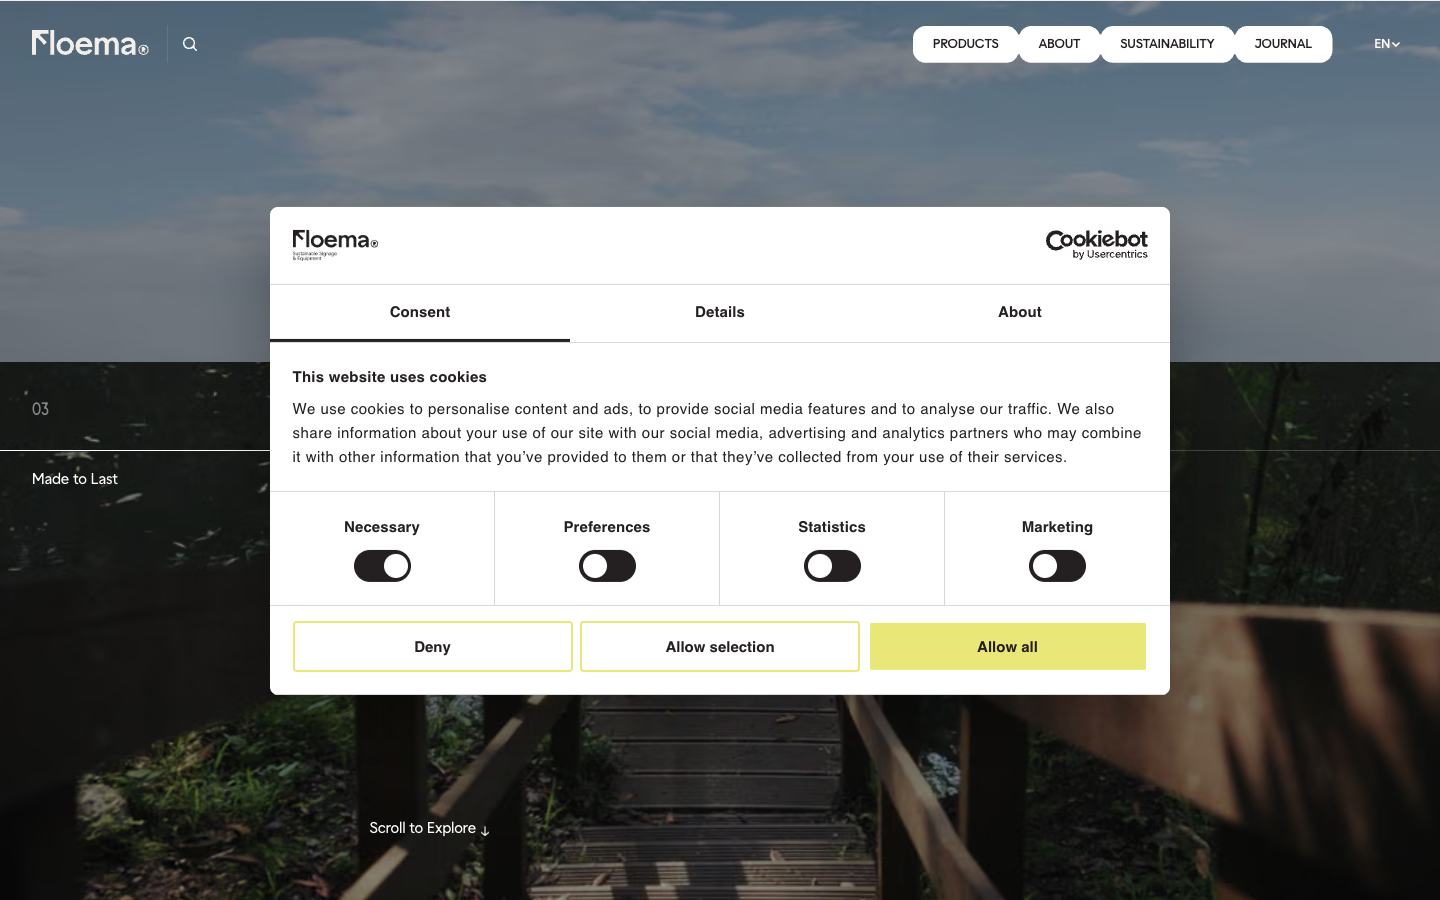 Floema®
PRODUCTS
ABOUT
SUSTAINABILITY
JOURNAL
EN
Floema®
Sustainable Signage
& Equipment
Cookiebot
by Usercentrics
Consent
Details
About
This website uses cookies
We use cookies to personalise content and ads, to provide social media features and to analyse our traffic. We also
share information about your use of our site with our social media, advertising and analytics partners who may combine
it with other information that you’ve provided to them or that they’ve collected from your use of their services.
03
Made to Last
Necessary
Preferences
Statistics
Marketing
Deny
Allow selection
Allow all
Scroll to Explore ↓